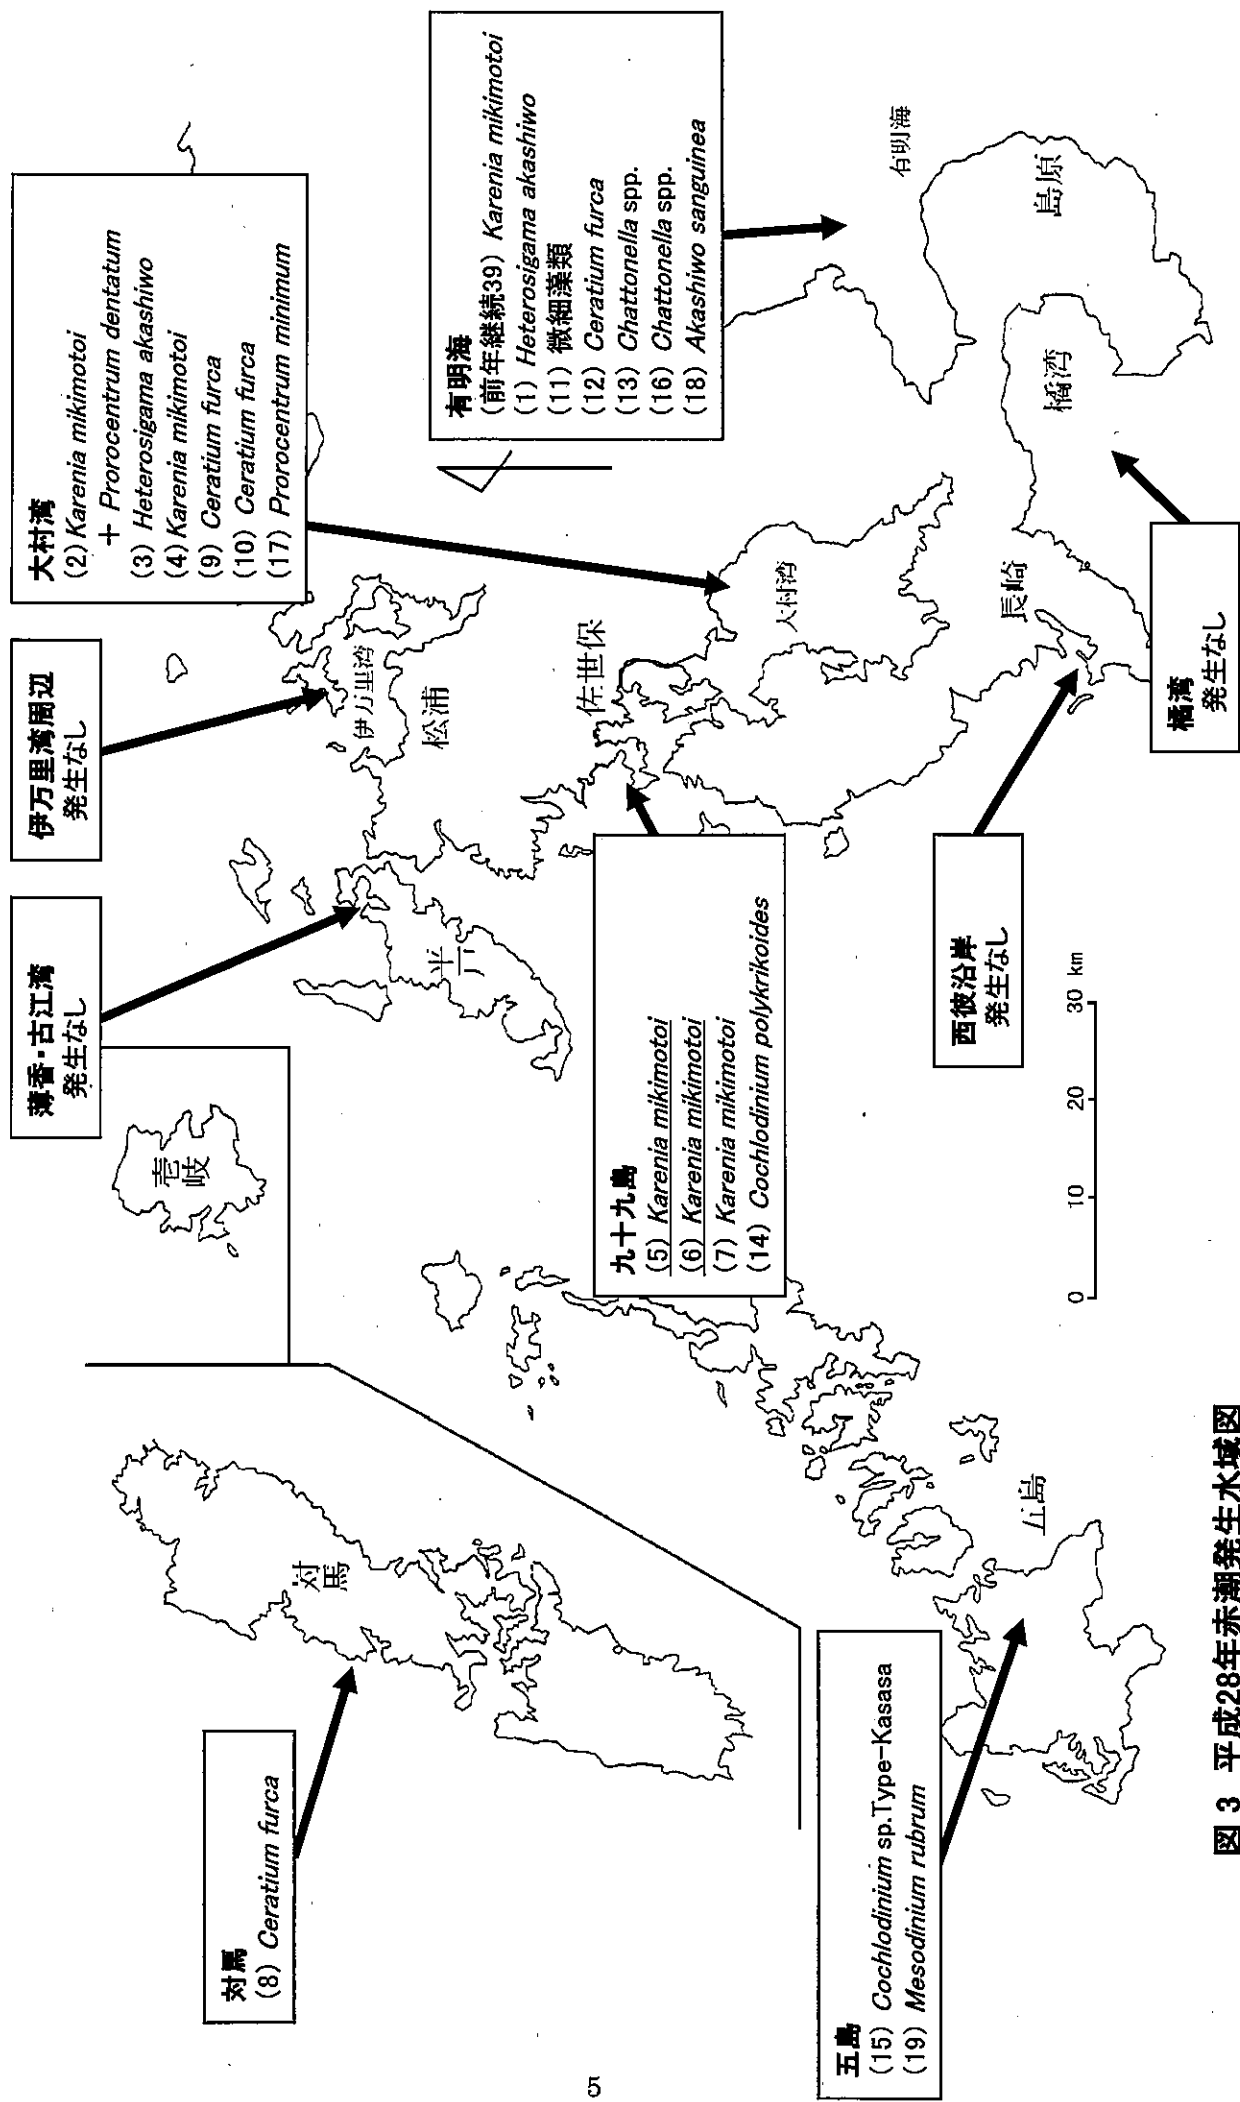 対馬
(8) Ceratium furca
五島
(15) Cochlodinium sp.Type-Kasasa
(19) Mesodinium rubrum
薄香・古江湾
発生なし
伊万里湾周辺
発生なし
大村湾
(2) Karenia mikimotoi
+ Prorocentrum dentatum
(3) Heterosigama akashiwo
(4) Karenia mikimotoi
(9) Ceratium furca
(10) Ceratium furca
(17) Prorocentrum minimum
有明海
(前年継続39) Karenia mikimotoi
(1) Heterosigama akashiwo
(11) 微細藻類
(12) Ceratium furca
(13) Chattonella spp.
(16) Chattonella spp.
(18) Akashiwo sanguinea
九十九島
(5) Karenia mikimotoi
(6) Karenia mikimotoi
(7) Karenia mikimotoi
(14) Cochlodinium polykrikoides
西彼沿岸
発生なし
橘湾
発生なし
対馬
壱岐
平戸
松浦
伊万里湾
佐世保
大村湾
長崎
橘湾
島原
有明海
五島
0 10 20 30 km
図 3 平成28年赤潮発生水域図
5